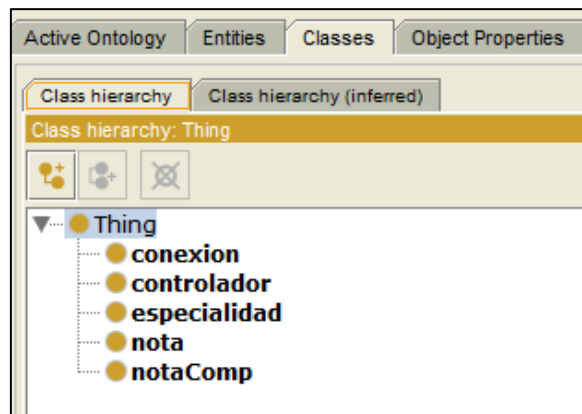 Active Ontology Entities Classes Object Properties
Class hierarchy Class hierarchy (inferred)
Class hierarchy: Thing
Thing
conexion
controlador
especialidad
nota
notaComp